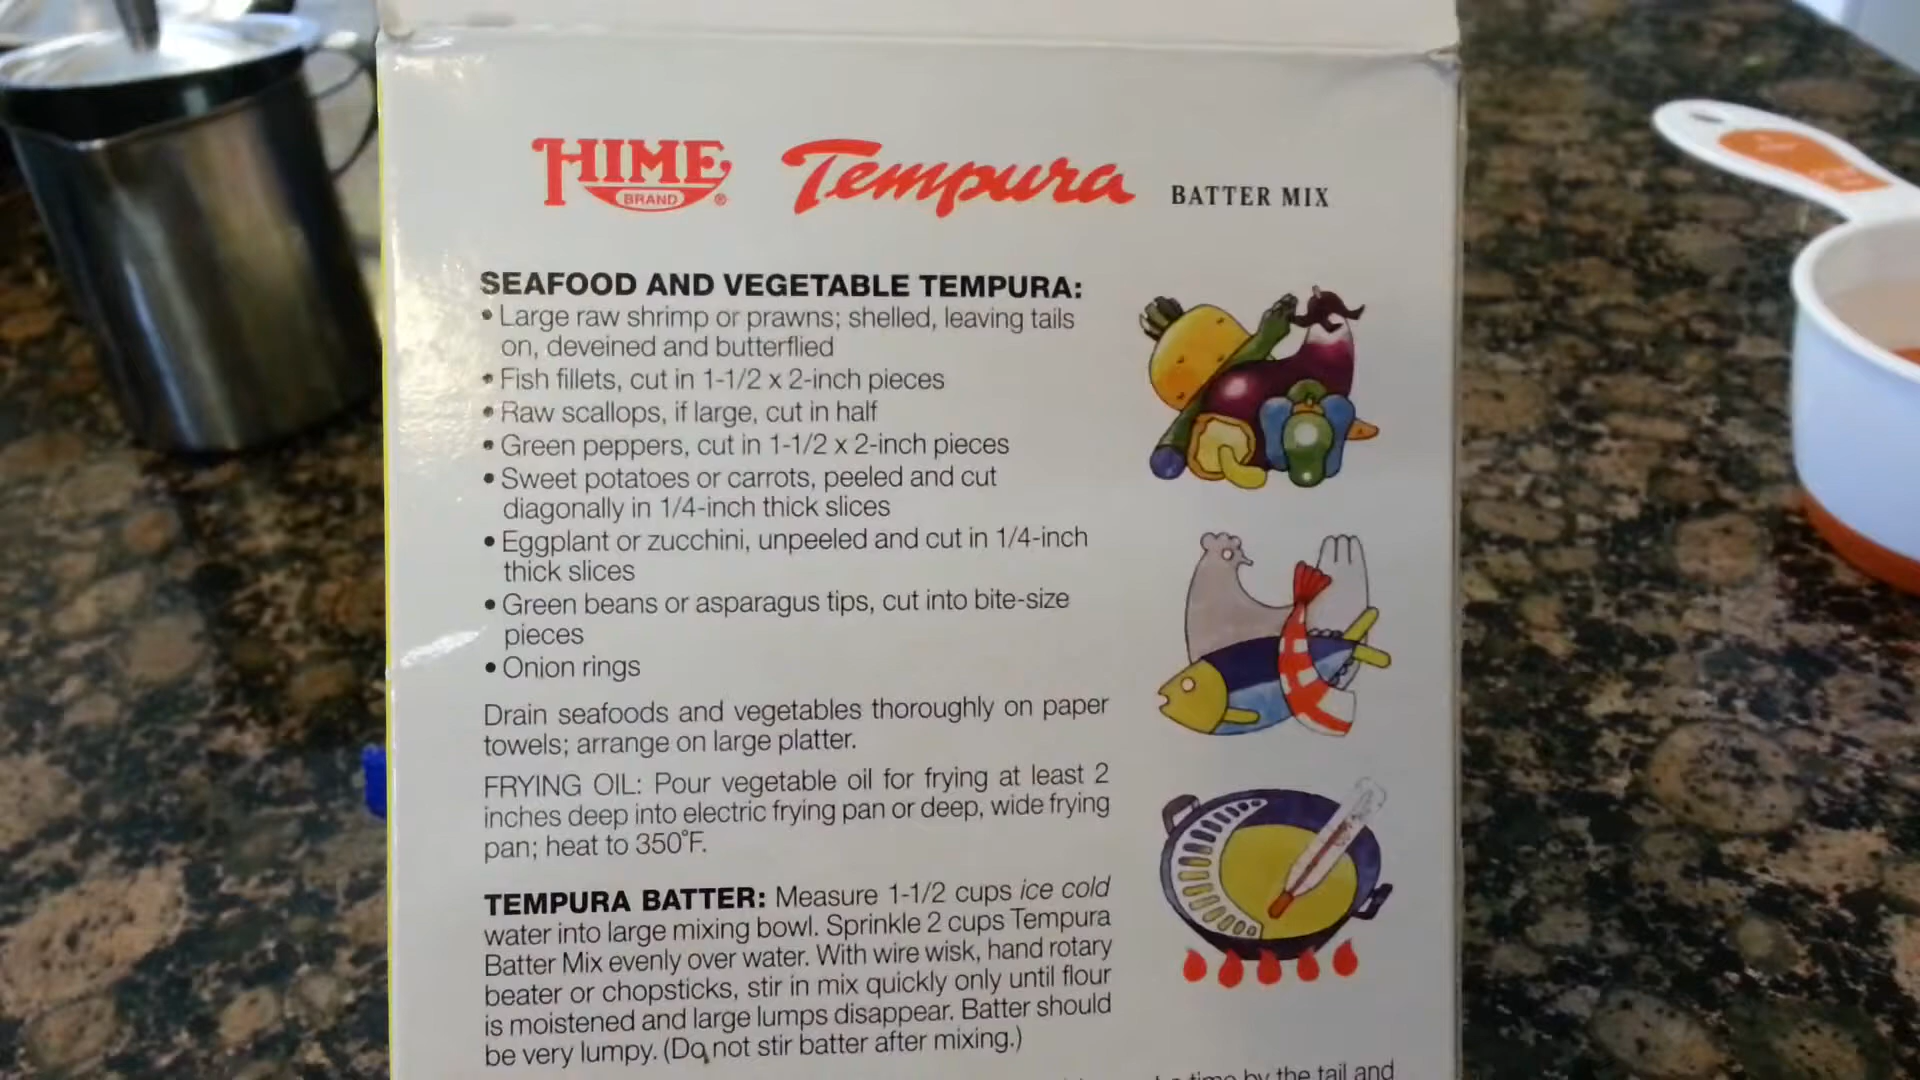 HIME BRAND ® Tempura BATTER MIX
SEAFOOD AND VEGETABLE TEMPURA:
• Large raw shrimp or prawns; shelled, leaving tails
on, deveined and butterflied
• Fish fillets, cut in 1-1/2 x 2-inch pieces
• Raw scallops, if large, cut in half
• Green peppers, cut in 1-1/2 x 2-inch pieces
• Sweet potatoes or carrots, peeled and cut
diagonally in 1/4-inch thick slices
• Eggplant or zucchini, unpeeled and cut in 1/4-inch
thick slices
• Green beans or asparagus tips, cut into bite-size
pieces
• Onion rings
Drain seafoods and vegetables thoroughly on paper
towels; arrange on large platter.
FRYING OIL: Pour vegetable oil for frying at least 2
inches deep into electric frying pan or deep, wide frying
pan; heat to 350°F.
TEMPURA BATTER: Measure 1-1/2 cups ice cold
water into large mixing bowl. Sprinkle 2 cups Tempura
Batter Mix evenly over water. With wire wisk, hand rotary
beater or chopsticks, stir in mix quickly only until flour
is moistened and large lumps disappear. Batter should
be very lumpy. (Do not stir batter after mixing.)
time by the tail and